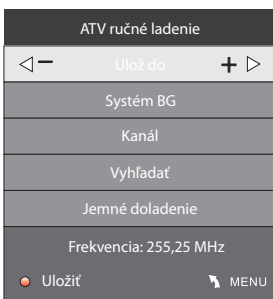 ATV ručné ladenie
Ulož do
Systém BG
Kanál
Vyhľadať
Jemné doladenie
Frekvencia: 255,25 MHz
Uložiť MENU